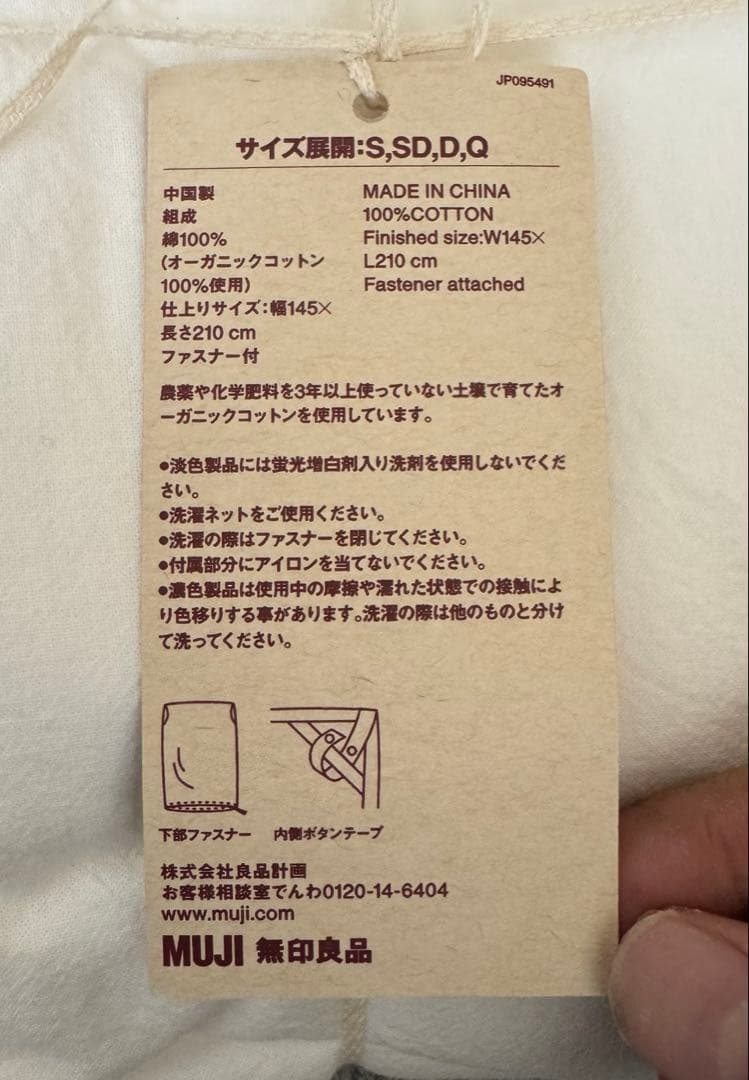 JP095491
サイズ展開:S,SD,D,Q
中国製
組成
綿100%
(オーガニックコットン
100%使用)
仕上りサイズ:幅145×
長さ210 cm
ファスナー付
MADE IN CHINA
100%COTTON
Finished size:W145×
L210 cm
Fastener attached
農薬や化学肥料を3年以上使っていない土壌で育てたオ
ーガニックコットンを使用しています。
●淡色製品には蛍光増白剤入り洗剤を使用しないでくだ
さい。
●洗濯ネットをご使用ください。
●洗濯の際はファスナーを閉じてください。
●付属部分にアイロンを当てないでください。
●濃色製品は使用中の摩擦や濡れた状態での接触によ
り色移りする事があります。洗濯の際は他のものと分け
て洗ってください。
下部ファスナー
内側ボタンテープ
株式会社良品計画
お客様相談室でんわ0120-14-6404
www.muji.com
MUJI 無印良品